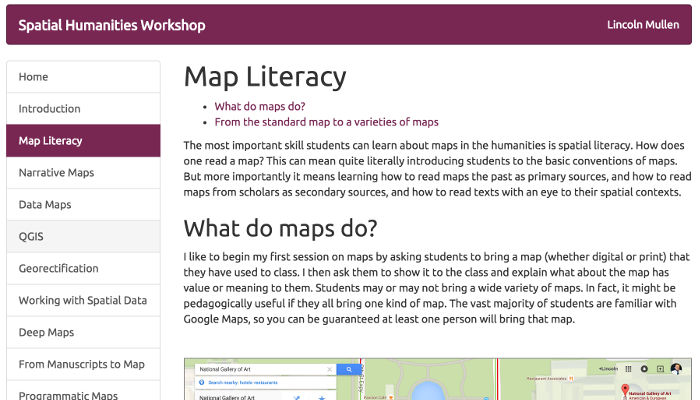 Spatial Humanities Workshop
Lincoln Mullen
Home
Introduction
Map Literacy
Narrative Maps
Data Maps
QGIS
Georectification
Working with Spatial Data
Deep Maps
From Manuscripts to Map
Programmatic Maps
Map Literacy
What do maps do?
From the standard map to a varieties of maps
The most important skill students can learn about maps in the humanities is spatial literacy. How does
one read a map? This can mean quite literally introducing students to the basic conventions of maps.
But more importantly it means learning how to read maps the past as primary sources, and how to read
maps from scholars as secondary sources, and how to read texts with an eye to their spatial contexts.
What do maps do?
I like to begin my first session on maps by asking students to bring a map (whether digital or print) that
they have used to class. I then ask them to show it to the class and explain what about the map has
value or meaning to them. Students may or may not bring a wide variety of maps. In fact, it might be
pedagogically useful if they all bring one kind of map. The vast majority of students are familiar with
Google Maps, so you can be guaranteed at least one person will bring that map.
National Gallery of Art
Search nearby: hotels restaurants
National Gallery of Art
+Lincoln
National Gallery of Art